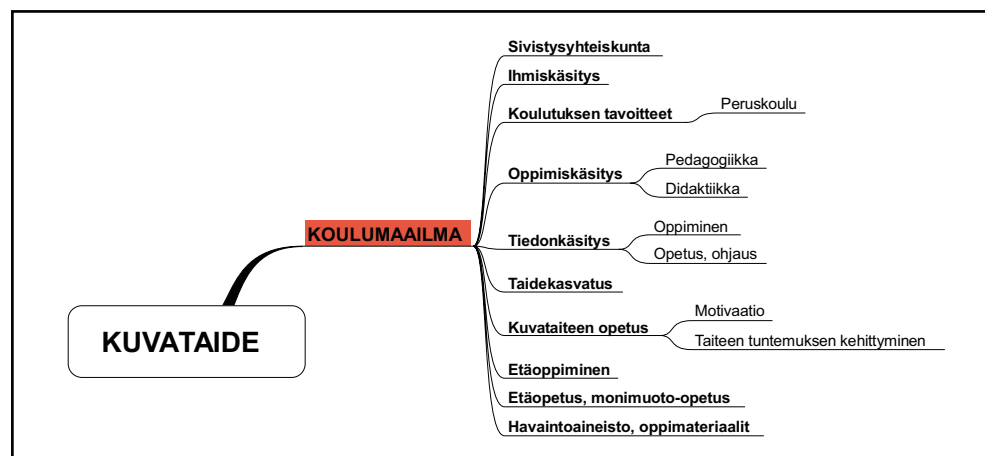 Sivistysyhteiskunta
Ihmiskäsitys
Koulutuksen tavoitteet
Peruskoulu
Oppimiskäsitys
Pedagogiikka
Didaktiikka
KOULUMAAILMA
Tiedonkäsitys
Oppiminen
Opetus, ohjaus
Taidekasvatus
KUVATAIDE
Kuvataiteen opetus
Motivaatio
Taiteen tuntemuksen kehittyminen
Etäoppiminen
Etäopetus, monimuoto-opetus
Havaintoaineisto, oppimateriaalit